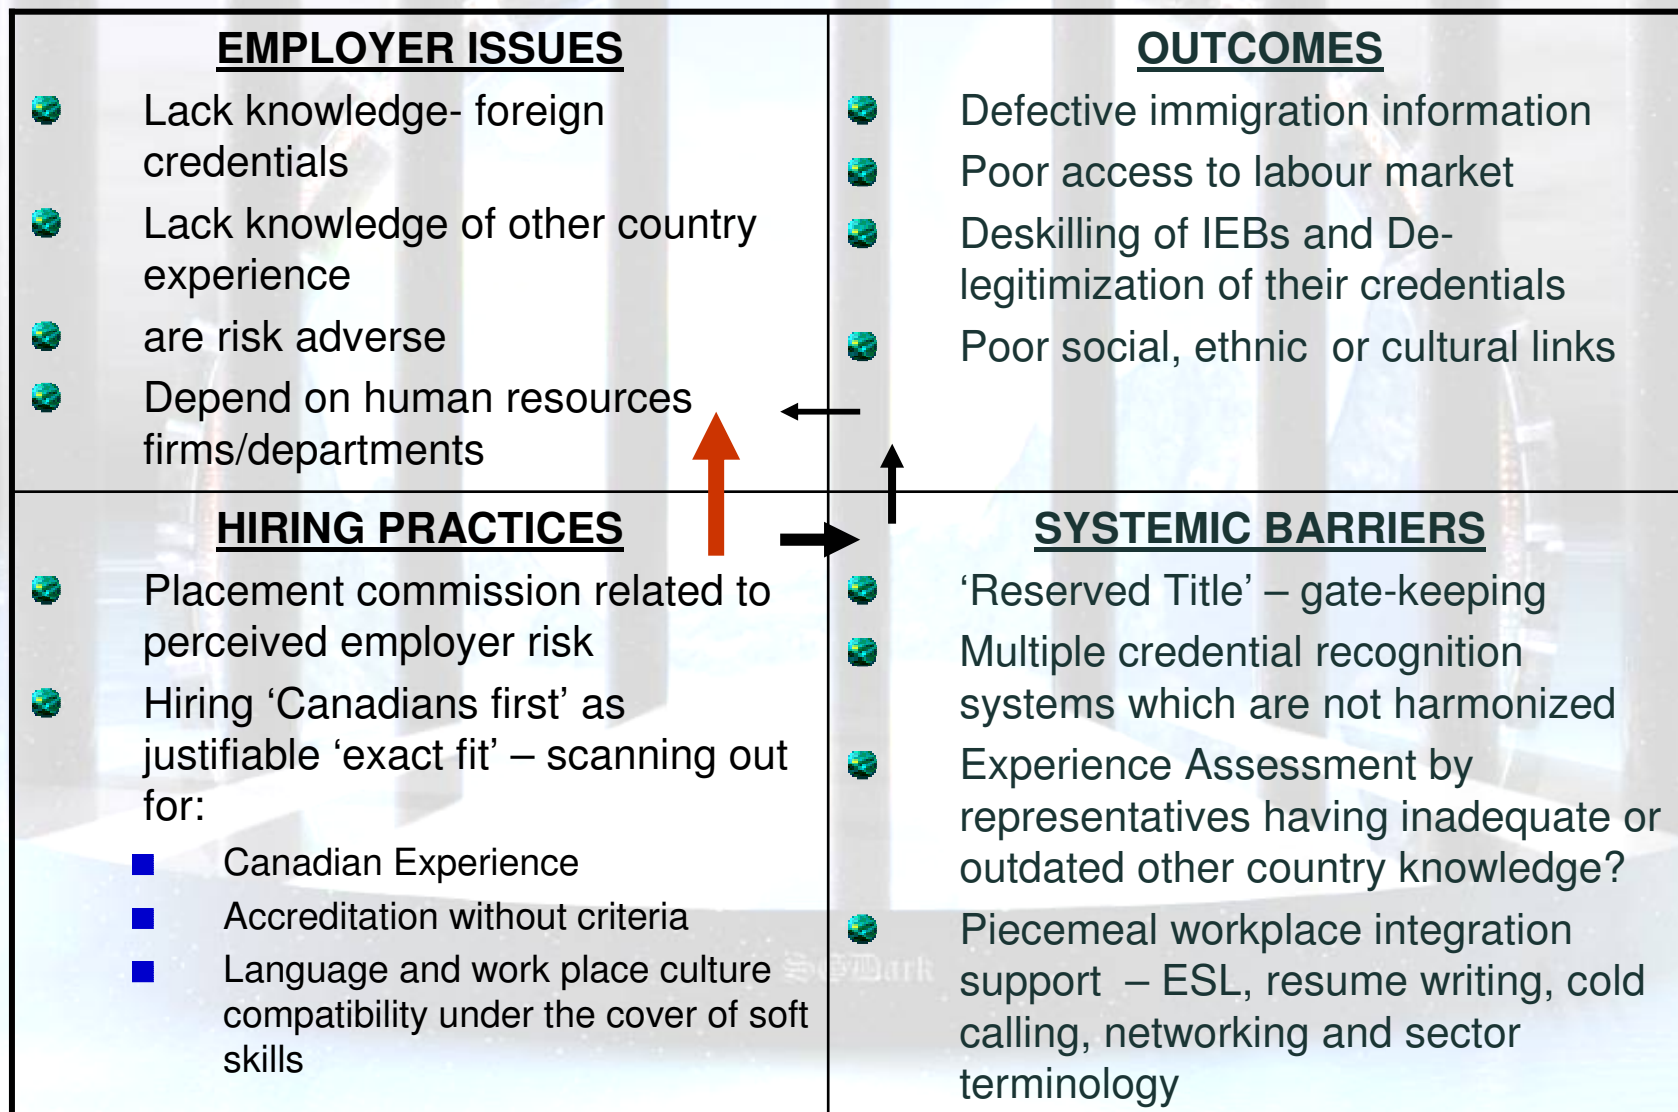 EMPLOYER ISSUES
Lack knowledge- foreign
credentials
Lack knowledge of other country
experience
are risk adverse
Depend on human resources
firms/departments
OUTCOMES
Defective immigration information
Poor access to labour market
Deskilling of IEBs and De-
legitimization of their credentials
Poor social, ethnic  or cultural links
HIRING PRACTICES
Placement commission related to
perceived employer risk
Hiring ‘Canadians first’ as
justifiable ‘exact fit’ – scanning out
for:
Canadian Experience
Accreditation without criteria
Language and work place culture
compatibility under the cover of soft
skills
SYSTEMIC BARRIERS
‘Reserved Title’ – gate-keeping
Multiple credential recognition
systems which are not harmonized
Experience Assessment by
representatives having inadequate or
outdated other country knowledge?
Piecemeal workplace integration
support  – ESL, resume writing, cold
calling, networking and sector
terminology